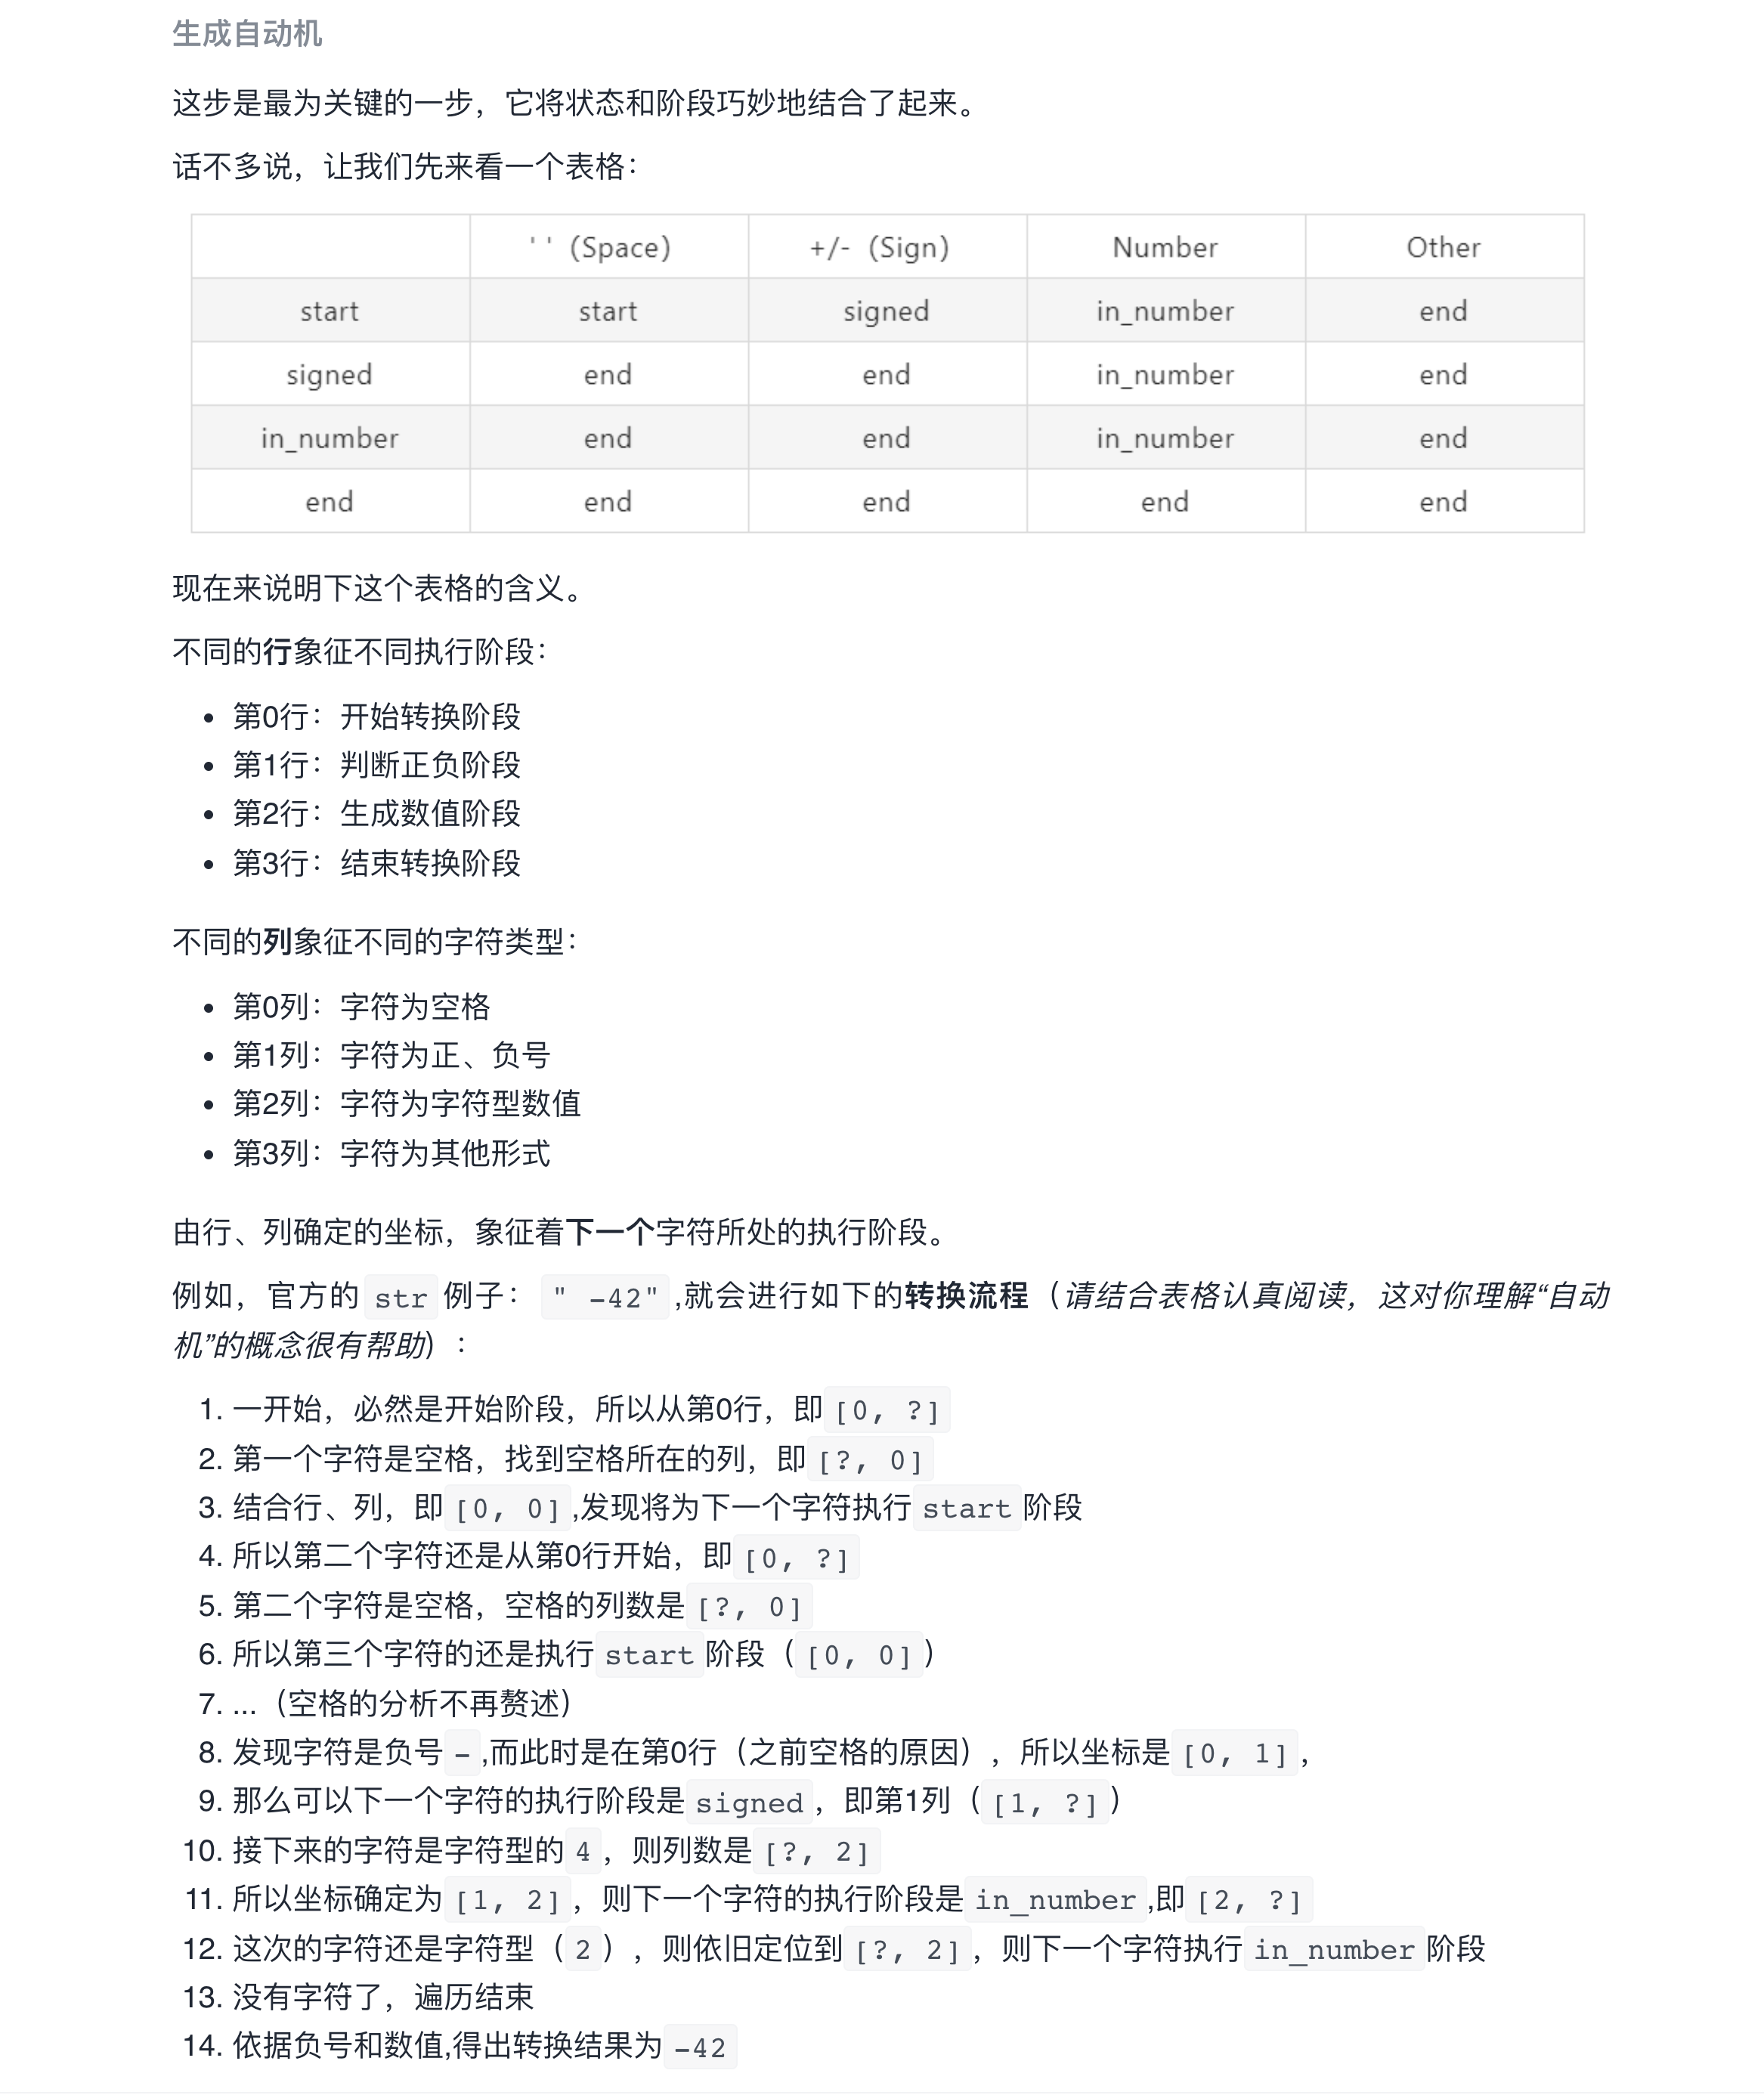 生成自动机
这步是最为关键的一步，它将状态和阶段巧妙地结合了起来。
话不多说，让我们先来看一个表格：
' ' (Space) +/- (Sign) Number Other
start start signed in_number end
signed end end in_number end
in_number end end in_number end
end end end end end
现在来说明下这个表格的含义。
不同的行象征不同执行阶段：
• 第0行：开始转换阶段
• 第1行：判断正负阶段
• 第2行：生成数值阶段
• 第3行：结束转换阶段
不同的列象征不同的字符类型：
• 第0列：字符为空格
• 第1列：字符为正、负号
• 第2列：字符为字符型数值
• 第3列：字符为其他形式
由行、列确定的坐标，象征着下一个字符所处的执行阶段。
例如，官方的 str 例子： " -42" ,就会进行如下的转换流程（请结合表格认真阅读，这对你理解“自动
机”的概念很有帮助）：
1. 一开始，必然是开始阶段，所以从第0行，即 [0, ?]
2. 第一个字符是空格，找到空格所在的列，即 [?, 0]
3. 结合行、列，即 [0, 0] ,发现将为下一个字符执行 start 阶段
4. 所以第二个字符还是从第0行开始，即 [0, ?]
5. 第二个字符是空格，空格的列数是 [?, 0]
6. 所以第三个字符的还是执行 start 阶段（ [0, 0] ）
7. ...（空格的分析不再赘述）
8. 发现字符是负号 - ,而此时是在第0行（之前空格的原因），所以坐标是 [0, 1] ，
9. 那么可以下一个字符的执行阶段是 signed ，即第1列（ [1, ?] ）
10. 接下来的字符是字符型的 4 ，则列数是 [?, 2]
11. 所以坐标确定为 [1, 2] ，则下一个字符的执行阶段是 in_number ,即 [2, ?]
12. 这次的字符还是字符型（ 2 ），则依旧定位到 [?, 2] ，则下一个字符执行 in_number 阶段
13. 没有字符了，遍历结束
14. 依据负号和数值,得出转换结果为 -42